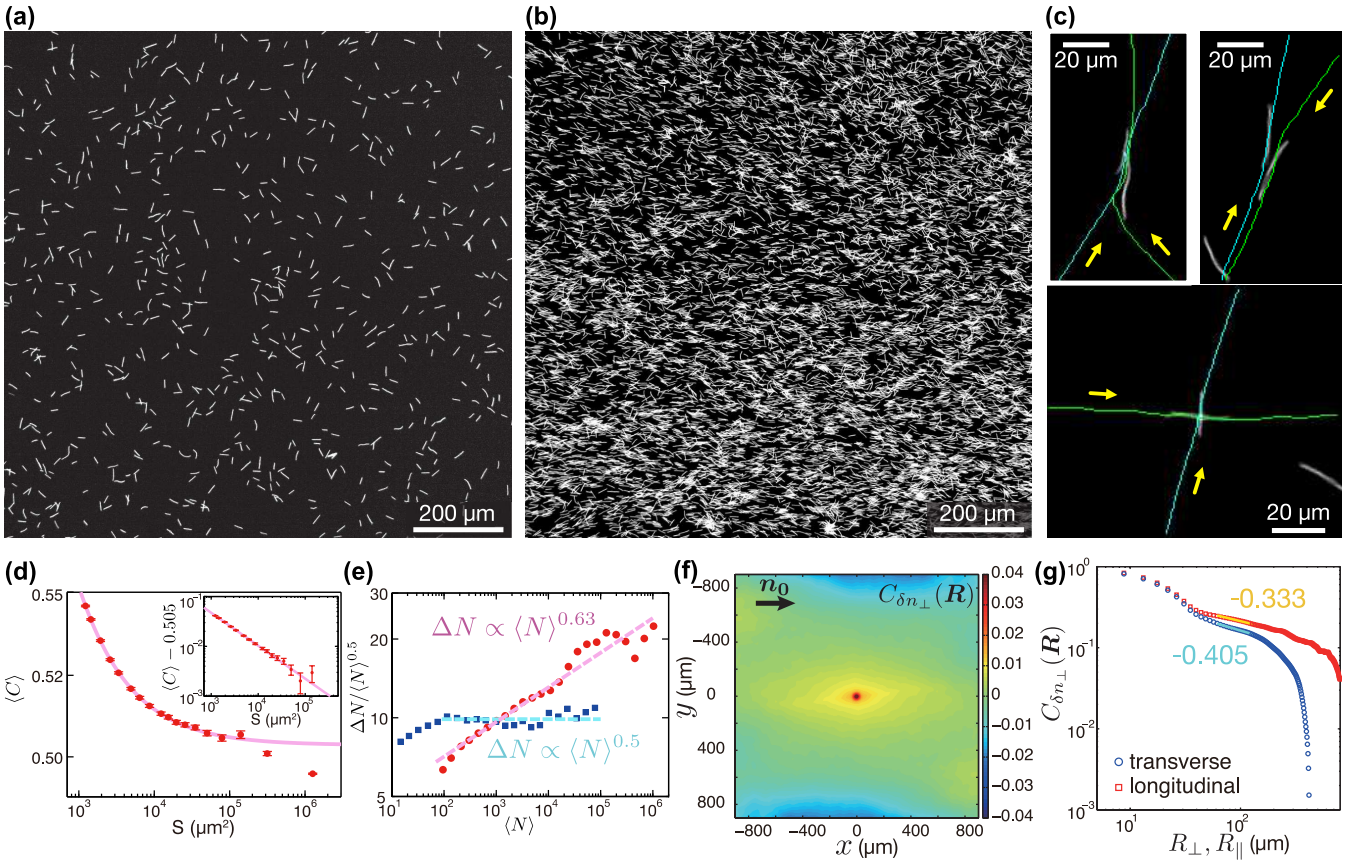 (a)
200 µm
(b)
200 µm
(c)
20 µm
20 µm
20 µm
(d)
0.55
0.52
0.50
⟨C⟩
10³ 10⁴ 10⁵ 10⁶
S (µm²)
⟨C⟩ − 0.505
10⁻¹
10⁻²
10⁻³
10³ 10⁴ 10⁵
S (µm²)
(e)
30
20
10
5
ΔN/⟨N⟩⁰·⁵
ΔN ∝ ⟨N⟩⁰·⁶³
ΔN ∝ ⟨N⟩⁰·⁵
10¹ 10² 10³ 10⁴ 10⁵ 10⁶
⟨N⟩
(f)
−800
−400
0
400
800
y (µm)
n₀
C_{δn⊥}(R)
−800 −400 0 400 800
x (µm)
0.04
0.03
0.02
0.01
0
−0.01
−0.02
−0.03
−0.04
(g)
10⁰
10⁻¹
10⁻²
10⁻³
C_{δn⊥}(R)
-0.333
-0.405
transverse
longitudinal
10¹ 10²
R⊥, R∥ (µm)